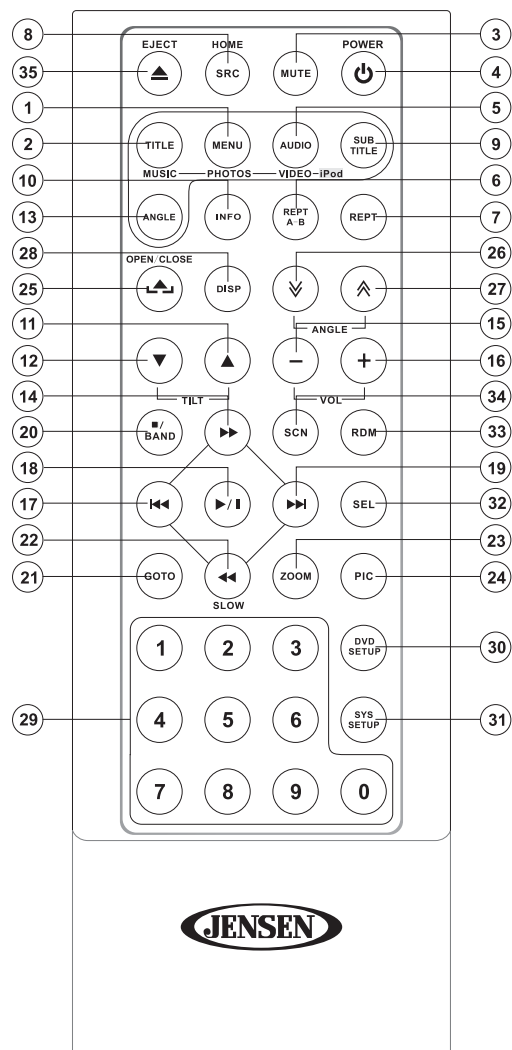 8 3
EJECT HOME POWER
35 SRC MUTE 4
1 5
2 TITLE MENU AUDIO SUB TITLE 9
MUSIC PHOTOS VIDEO iPod
10 6
13 ANGLE INFO REPT A-B REPT 7
28 26
OPEN/CLOSE
25 DISP 27
ANGLE
11 15
12 − + 16
TILT VOL
14 34
20 ■/BAND SCN RDM 33
18 19
17 SEL 32
22 23
21 GOTO ZOOM PIC 24
SLOW
1 2 3 DVD SETUP 30
29 4 5 6 SYS SETUP 31
7 8 9 0
JENSEN